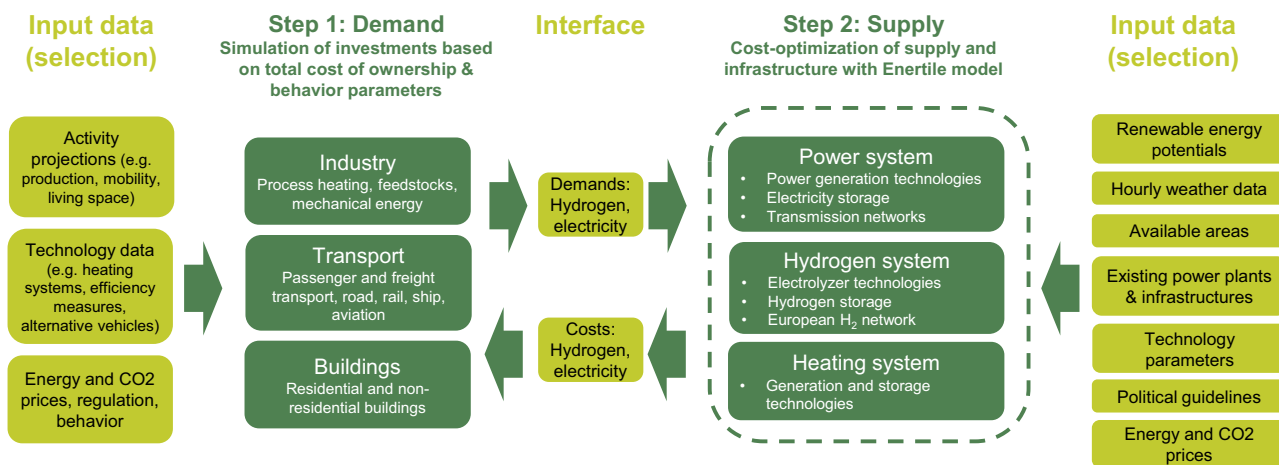 Input data
(selection)
Step 1: Demand
Simulation of investments based
on total cost of ownership &
behavior parameters
Interface
Step 2: Supply
Cost-optimization of supply and
infrastructure with Enertile model
Input data
(selection)
Activity
projections (e.g.
production, mobility,
living space)
Technology data
(e.g. heating
systems, efficiency
measures,
alternative vehicles)
Energy and CO2
prices, regulation,
behavior
Industry
Process heating, feedstocks,
mechanical energy
Transport
Passenger and freight
transport, road, rail, ship,
aviation
Buildings
Residential and non-
residential buildings
Demands:
Hydrogen,
electricity
Costs:
Hydrogen,
electricity
Power system
• Power generation technologies
• Electricity storage
• Transmission networks
Hydrogen system
• Electrolyzer technologies
• Hydrogen storage
• European H₂ network
Heating system
• Generation and storage
technologies
Renewable energy
potentials
Hourly weather data
Available areas
Existing power plants
& infrastructures
Technology
parameters
Political guidelines
Energy and CO2
prices